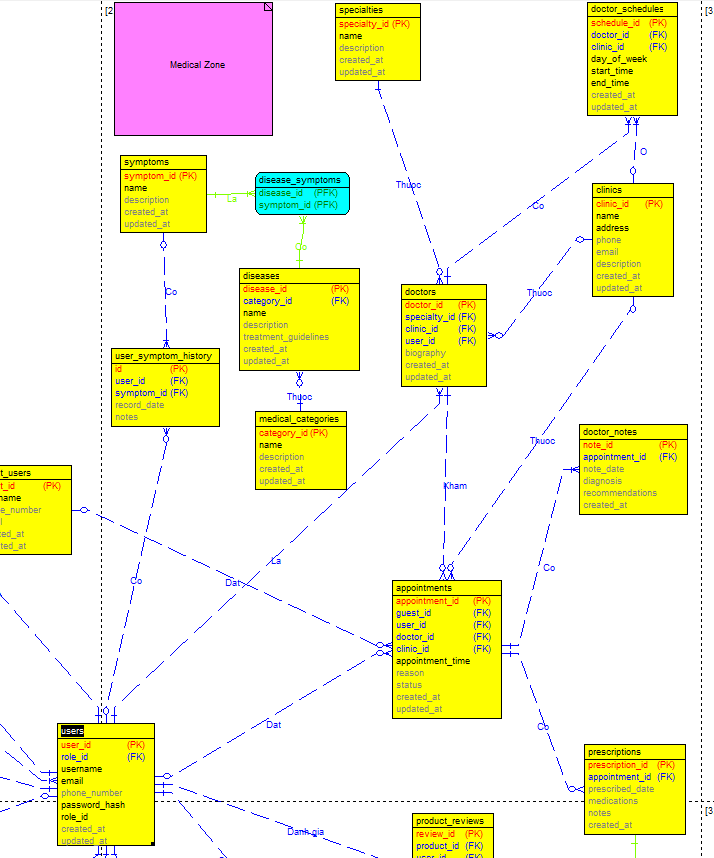 [2
Medical Zone
specialties
specialty_id (PK)
name
description
created_at
updated_at
doctor_schedules
schedule_id (PK)
doctor_id (FK)
clinic_id (FK)
day_of_week
start_time
end_time
created_at
updated_at
[3
symptoms
symptom_id (PK)
name
description
created_at
updated_at
La
disease_symptoms
disease_id (PFK)
symptom_id (PFK)
Thuoc
Co
O
clinics
clinic_id (PK)
name
address
phone
email
description
created_at
updated_at
Co
diseases
disease_id (PK)
category_id (FK)
name
description
treatment_guidelines
created_at
updated_at
Co
doctors
doctor_id (PK)
specialty_id (FK)
clinic_id (FK)
user_id (FK)
biography
created_at
updated_at
Thuoc
user_symptom_history
id (PK)
user_id (FK)
symptom_id (FK)
record_date
notes
Thuoc
medical_categories
category_id (PK)
name
description
created_at
updated_at
doctor_notes
note_id (PK)
appointment_id (FK)
note_date
diagnosis
recommendations
created_at
Thuoc
t_users
t_id (PK)
name
e_number
l
ted_at
ted_at
Kham
La
Co
Dat
Co
appointments
appointment_id (PK)
guest_id (FK)
user_id (FK)
doctor_id (FK)
clinic_id (FK)
appointment_time
reason
status
created_at
updated_at
Dat
Co
users
user_id (PK)
role_id (FK)
username
email
phone_number
password_hash
role_id
created_at
updated_at
prescriptions
prescription_id (PK)
appointment_id (FK)
prescribed_date
medications
notes
created_at
[3
Danh gia
product_reviews
review_id (PK)
product_id (FK)
user_id (FK)